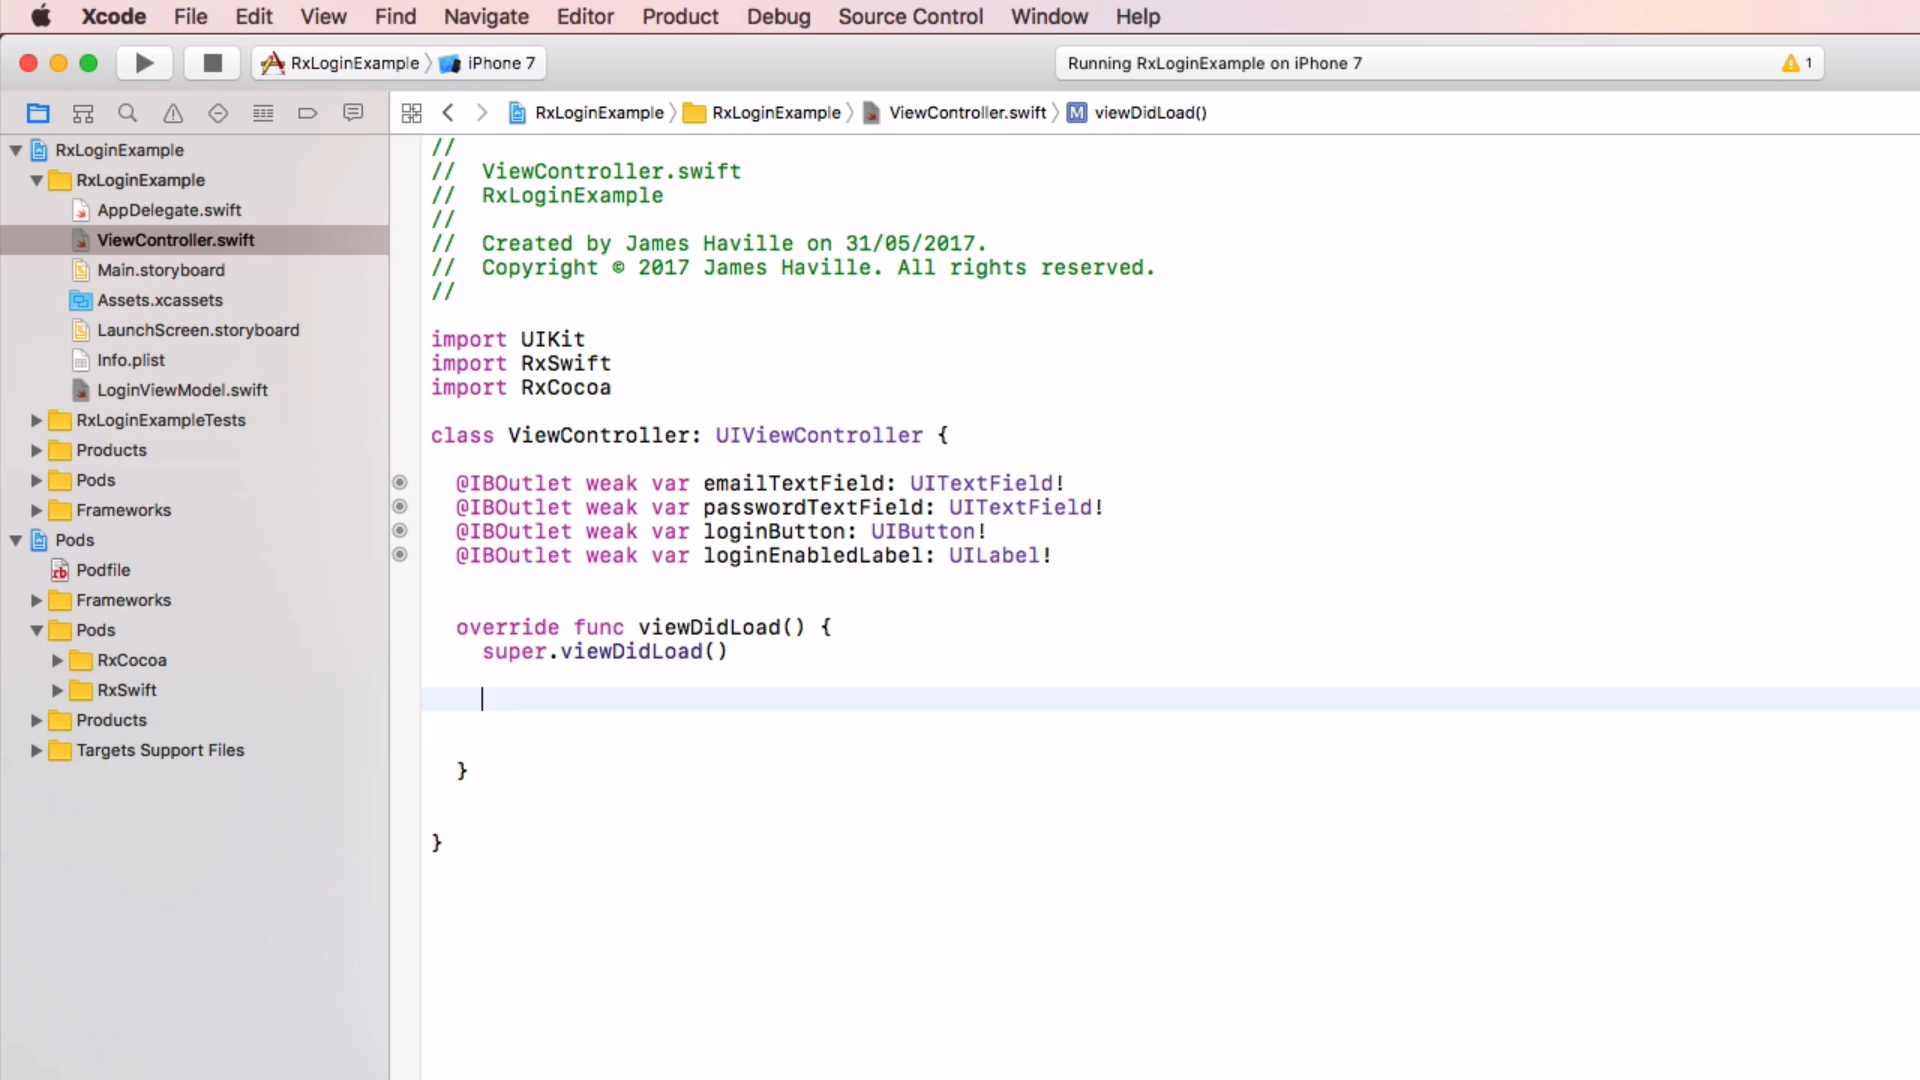 Xcode File Edit View Find Navigate Editor Product Debug Source Control Window Help
RxLoginExample iPhone 7 Running RxLoginExample on iPhone 7 1
RxLoginExample RxLoginExample ViewController.swift M viewDidLoad()
RxLoginExample
RxLoginExample
AppDelegate.swift
ViewController.swift
Main.storyboard
Assets.xcassets
LaunchScreen.storyboard
Info.plist
LoginViewModel.swift
RxLoginExampleTests
Products
Pods
Frameworks
Pods
rb Podfile
Frameworks
Pods
RxCocoa
RxSwift
Products
Targets Support Files
//
// ViewController.swift
// RxLoginExample
//
// Created by James Haville on 31/05/2017.
// Copyright © 2017 James Haville. All rights reserved.
//
import UIKit
import RxSwift
import RxCocoa
class ViewController: UIViewController {
@IBOutlet weak var emailTextField: UITextField!
@IBOutlet weak var passwordTextField: UITextField!
@IBOutlet weak var loginButton: UIButton!
@IBOutlet weak var loginEnabledLabel: UILabel!
override func viewDidLoad() {
super.viewDidLoad()
}
}